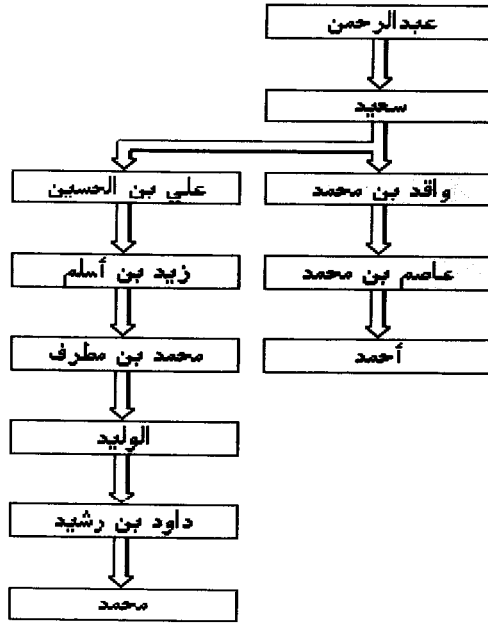 عبدالرحمن
سعيد
واقد بن محمد
علي بن الحسين
عاصم بن محمد
زيد بن أسلم
أحمد
محمد بن مطرف
الوليد
داود بن رشيد
محمد